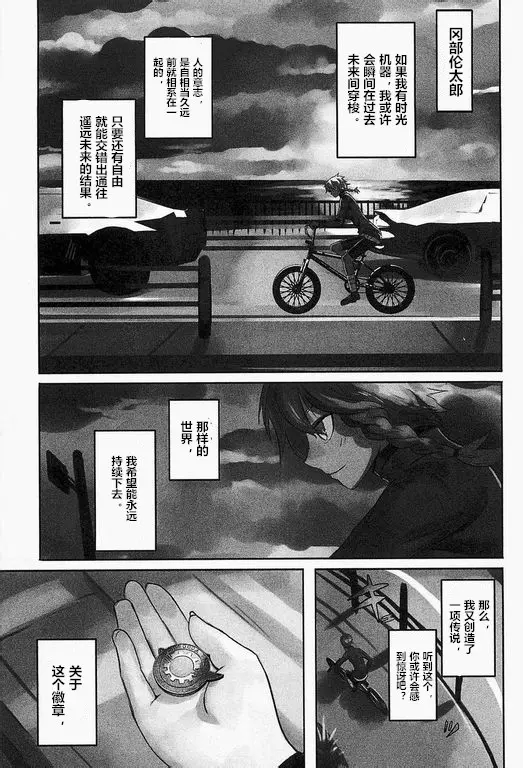 冈部伦太郎
如果我有时光
机器，我或许
会瞬间在过去
未来间穿梭。
人的意志，
是自相当久远
前就相系在一
起的，
只要还有自由
就能交错出通往
遥远未来的结果。
那样的
世界，
我希望能永远
持续下去。
那么，
我又创造了
一项传说，
听到这个，
你或许会感
到惊讶吧？
关于
这个徽章，